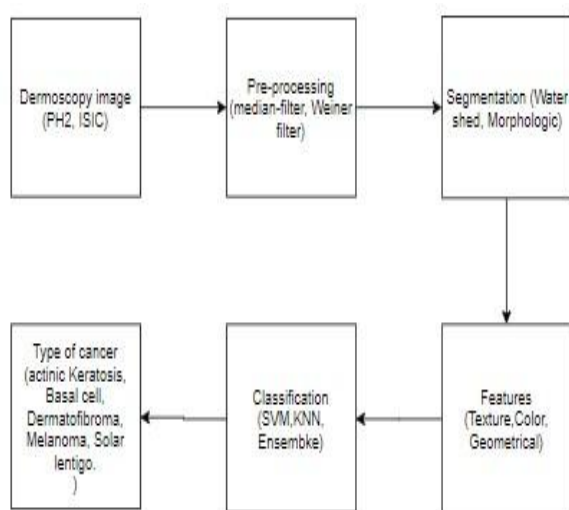 Dermoscopy image
(PH2, ISIC)
Pre-processing
(median-filter, Weiner
filter)
Segmentation (Water
shed, Morphologic)
Features
(Texture,Color,
Geometrical)
Classification
(SVM,KNN,
Ensembke)
Type of cancer
(actinic Keratosis,
Basal cell,
Dermatofibroma,
Melanoma, Solar
lentigo.
)